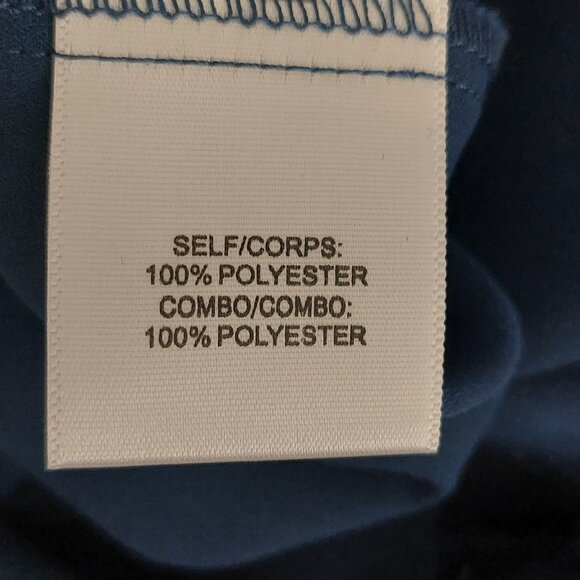 SELF/CORPS:
100% POLYESTER
COMBO/COMBO:
100% POLYESTER